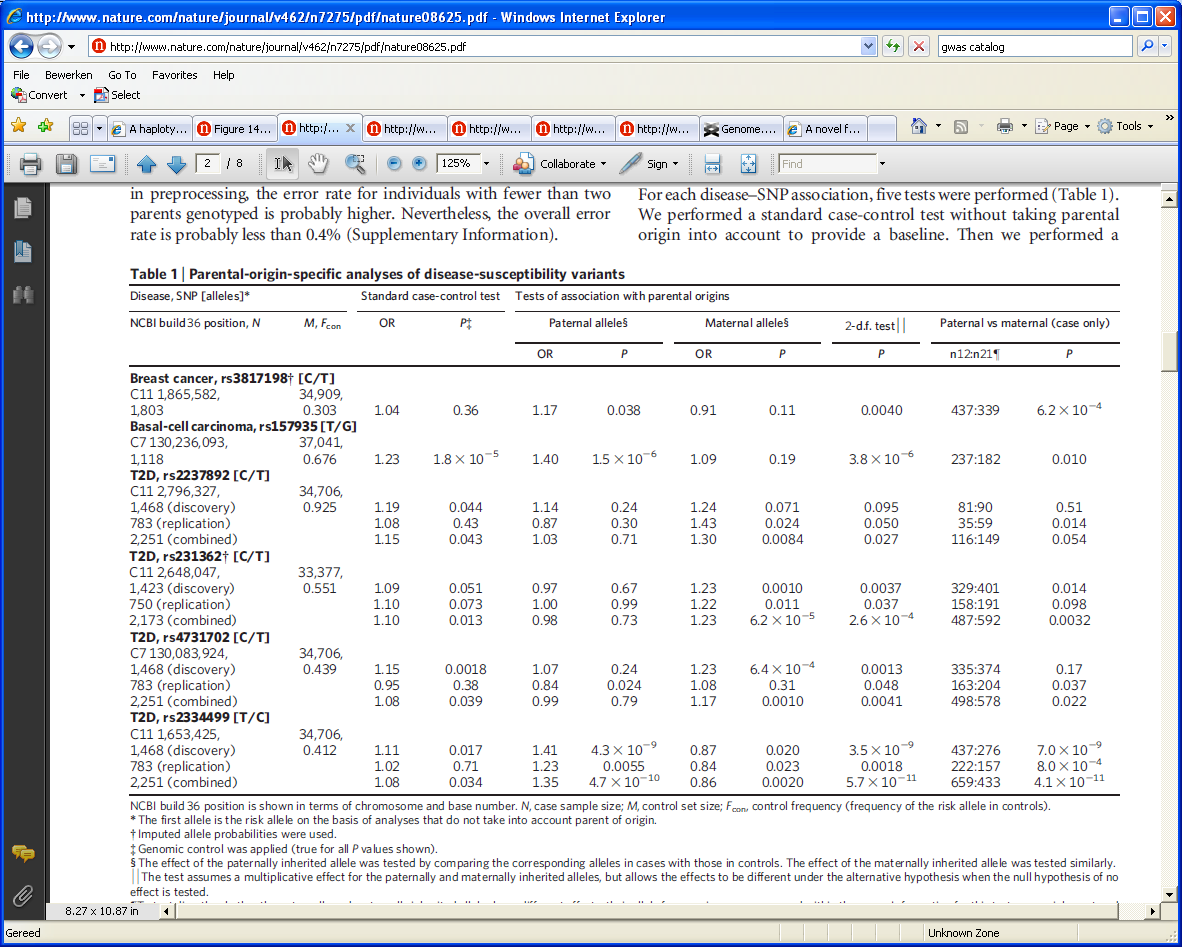 http://www.nature.com/nature/journal/v462/n7275/pdf/nature08625.pdf - Windows Internet Explorer
http://www.nature.com/nature/journal/v462/n7275/pdf/nature08625.pdf gwas catalog
File Bewerken Go To Favorites Help
Convert Select
A haploty... Figure 14... http:/... http://w... http://w... http://w... http://w... Genome.... A novel f... Page Tools
2 / 8 125% Collaborate Sign Find
in preprocessing, the error rate for individuals with fewer than two
parents genotyped is probably higher. Nevertheless, the overall error
rate is probably less than 0.4% (Supplementary Information).
For each disease–SNP association, five tests were performed (Table 1).
We performed a standard case-control test without taking parental
origin into account to provide a baseline. Then we performed a
Table 1 | Parental-origin-specific analyses of disease-susceptibility variants
Disease, SNP [alleles]* Standard case-control test Tests of association with parental origins
NCBI build 36 position, N M, Fcon OR P‡ Paternal allele§ Maternal allele§ 2-d.f. test|| Paternal vs maternal (case only)
OR P OR P P n12:n21¶ P
Breast cancer, rs3817198† [C/T]
C11 1,865,582, 34,909,
1,803 0.303 1.04 0.36 1.17 0.038 0.91 0.11 0.0040 437:339 6.2 × 10−4
Basal-cell carcinoma, rs157935 [T/G]
C7 130,236,093, 37,041,
1,118 0.676 1.23 1.8 × 10−5 1.40 1.5 × 10−6 1.09 0.19 3.8 × 10−6 237:182 0.010
T2D, rs2237892 [C/T]
C11 2,796,327, 34,706,
1,468 (discovery) 0.925 1.19 0.044 1.14 0.24 1.24 0.071 0.095 81:90 0.51
783 (replication) 1.08 0.43 0.87 0.30 1.43 0.024 0.050 35:59 0.014
2,251 (combined) 1.15 0.043 1.03 0.71 1.30 0.0084 0.027 116:149 0.054
T2D, rs231362† [C/T]
C11 2,648,047, 33,377,
1,423 (discovery) 0.551 1.09 0.051 0.97 0.67 1.23 0.0010 0.0037 329:401 0.014
750 (replication) 1.10 0.073 1.00 0.99 1.22 0.011 0.037 158:191 0.098
2,173 (combined) 1.10 0.013 0.98 0.73 1.23 6.2 × 10−5 2.6 × 10−4 487:592 0.0032
T2D, rs4731702 [C/T]
C7 130,083,924, 34,706,
1,468 (discovery) 0.439 1.15 0.0018 1.07 0.24 1.23 6.4 × 10−4 0.0013 335:374 0.17
783 (replication) 0.95 0.38 0.84 0.024 1.08 0.31 0.048 163:204 0.037
2,251 (combined) 1.08 0.039 0.99 0.79 1.17 0.0010 0.0041 498:578 0.022
T2D, rs2334499 [T/C]
C11 1,653,425, 34,706,
1,468 (discovery) 0.412 1.11 0.017 1.41 4.3 × 10−9 0.87 0.020 3.5 × 10−9 437:276 7.0 × 10−9
783 (replication) 1.02 0.71 1.23 0.0055 0.84 0.023 0.0018 222:157 8.0 × 10−4
2,251 (combined) 1.08 0.034 1.35 4.7 × 10−10 0.86 0.0020 5.7 × 10−11 659:433 4.1 × 10−11
NCBI build 36 position is shown in terms of chromosome and base number. N, case sample size; M, control set size; Fcon, control frequency (frequency of the risk allele in controls).
* The first allele is the risk allele on the basis of analyses that do not take into account parent of origin.
† Imputed allele probabilities were used.
‡ Genomic control was applied (true for all P values shown).
§ The effect of the paternally inherited allele was tested by comparing the corresponding alleles in cases with those in controls. The effect of the maternally inherited allele was tested similarly.
|| The test assumes a multiplicative effect for the paternally and maternally inherited alleles, but allows the effects to be different under the alternative hypothesis when the null hypothesis of no
effect is tested.
8.27 x 10.87 in
Gereed Unknown Zone